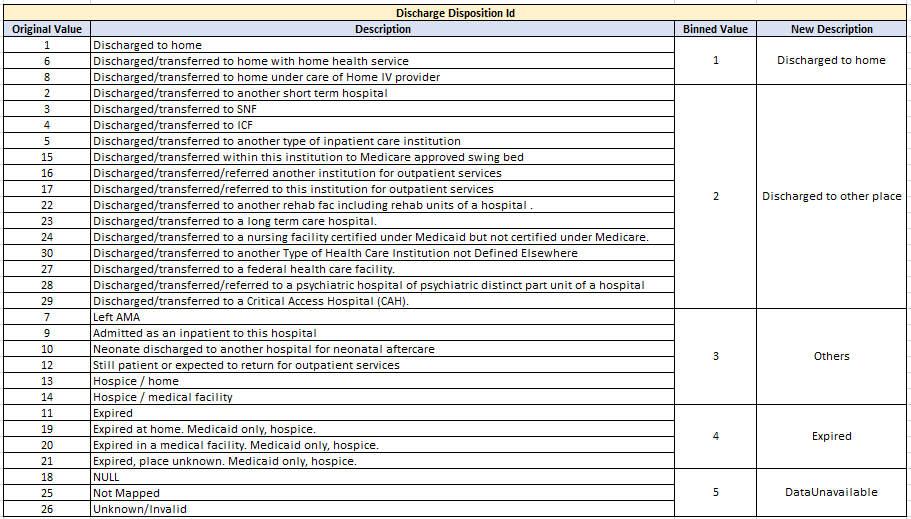 Discharge Disposition Id
Original Value Description Binned Value New Description
1 Discharged to home
6 Discharged/transferred to home with home health service 1 Discharged to home
8 Discharged/transferred to home under care of Home IV provider
2 Discharged/transferred to another short term hospital
3 Discharged/transferred to SNF
4 Discharged/transferred to ICF
5 Discharged/transferred to another type of inpatient care institution
15 Discharged/transferred within this institution to Medicare approved swing bed
16 Discharged/transferred/referred another institution for outpatient services
17 Discharged/transferred/referred to this institution for outpatient services
22 Discharged/transferred to another rehab fac including rehab units of a hospital .
2 Discharged to other place
23 Discharged/transferred to a long term care hospital.
24 Discharged/transferred to a nursing facility certified under Medicaid but not certified under Medicare.
30 Discharged/transferred to another Type of Health Care Institution not Defined Elsewhere
27 Discharged/transferred to a federal health care facility.
28 Discharged/transferred/referred to a psychiatric hospital of psychiatric distinct part unit of a hospital
29 Discharged/transferred to a Critical Access Hospital (CAH).
7 Left AMA
9 Admitted as an inpatient to this hospital
10 Neonate discharged to another hospital for neonatal aftercare
3 Others
12 Still patient or expected to return for outpatient services
13 Hospice / home
14 Hospice / medical facility
11 Expired
19 Expired at home. Medicaid only, hospice.
4 Expired
20 Expired in a medical facility. Medicaid only, hospice.
21 Expired, place unknown. Medicaid only, hospice.
18 NULL
25 Not Mapped 5 DataUnavailable
26 Unknown/Invalid